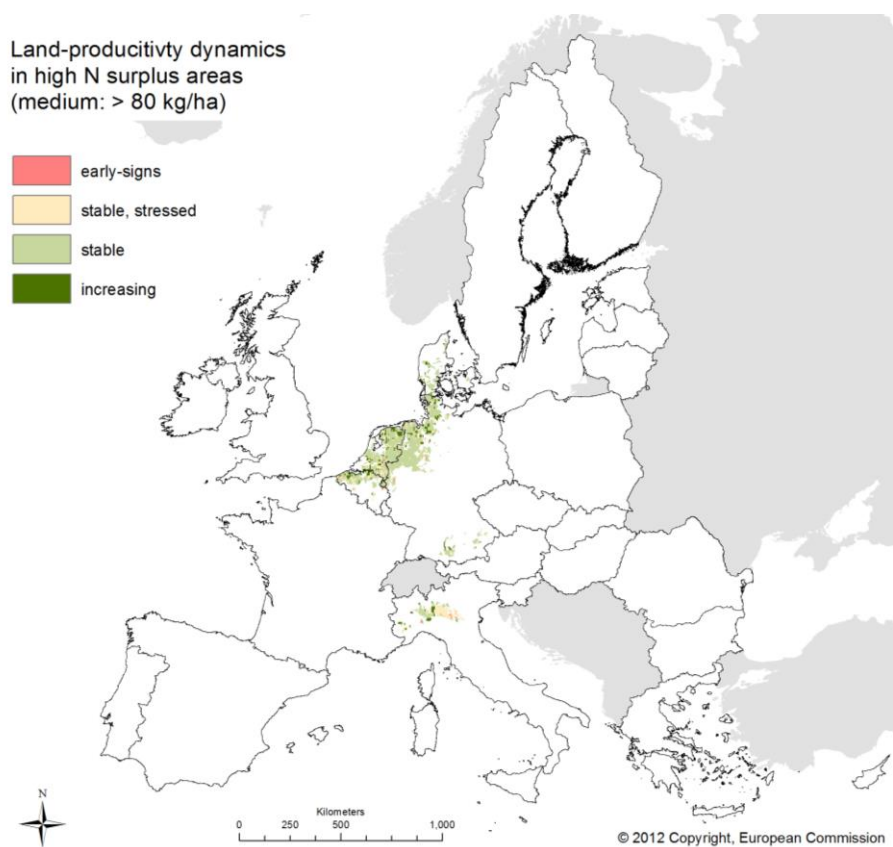 Land-producitivty dynamics
in high N surplus areas
(medium: > 80 kg/ha)
early-signs
stable, stressed
stable
increasing
N
Kilometers
0 250 500 1,000
© 2012 Copyright, European Commission